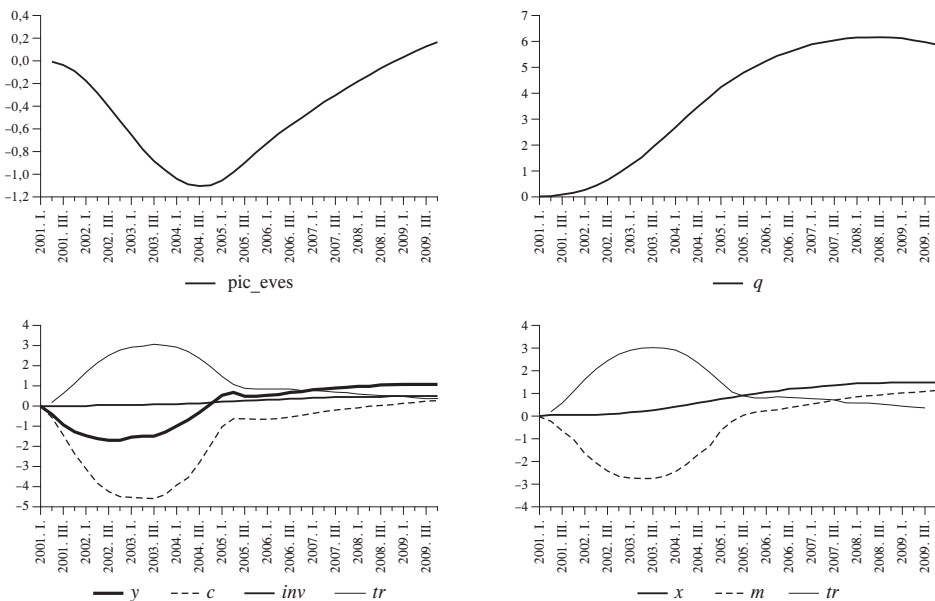 0,4
0,2
0,0
–0,2
–0,4
–0,6
–0,8
–1,0
–1,2
2001. I.
2001. III.
2002. I.
2002. III.
2003. I.
2003. III.
2004. I.
2004. III.
2005. I.
2005. III.
2006. I.
2006. III.
2007. I.
2007. III.
2008. I.
2008. III.
2009. I.
2009. III.
pic_eves
7
6
5
4
3
2
1
0
2001. I.
2001. III.
2002. I.
2002. III.
2003. I.
2003. III.
2004. I.
2004. III.
2005. I.
2005. III.
2006. I.
2006. III.
2007. I.
2007. III.
2008. I.
2008. III.
2009. I.
2009. III.
q
4
3
2
1
0
–1
–2
–3
–4
–5
2001. I.
2001. III.
2002. I.
2002. III.
2003. I.
2003. III.
2004. I.
2004. III.
2005. I.
2005. III.
2006. I.
2006. III.
2007. I.
2007. III.
2008. I.
2008. III.
2009. I.
2009. III.
y c inv tr
4
3
2
1
0
–1
–2
–3
–4
2001. I.
2001. III.
2002. I.
2002. III.
2003. I.
2003. III.
2004. I.
2004. III.
2005. I.
2005. III.
2006. I.
2006. III.
2007. I.
2007. III.
2008. I.
2008. III.
2009. I.
2009. III.
x m tr